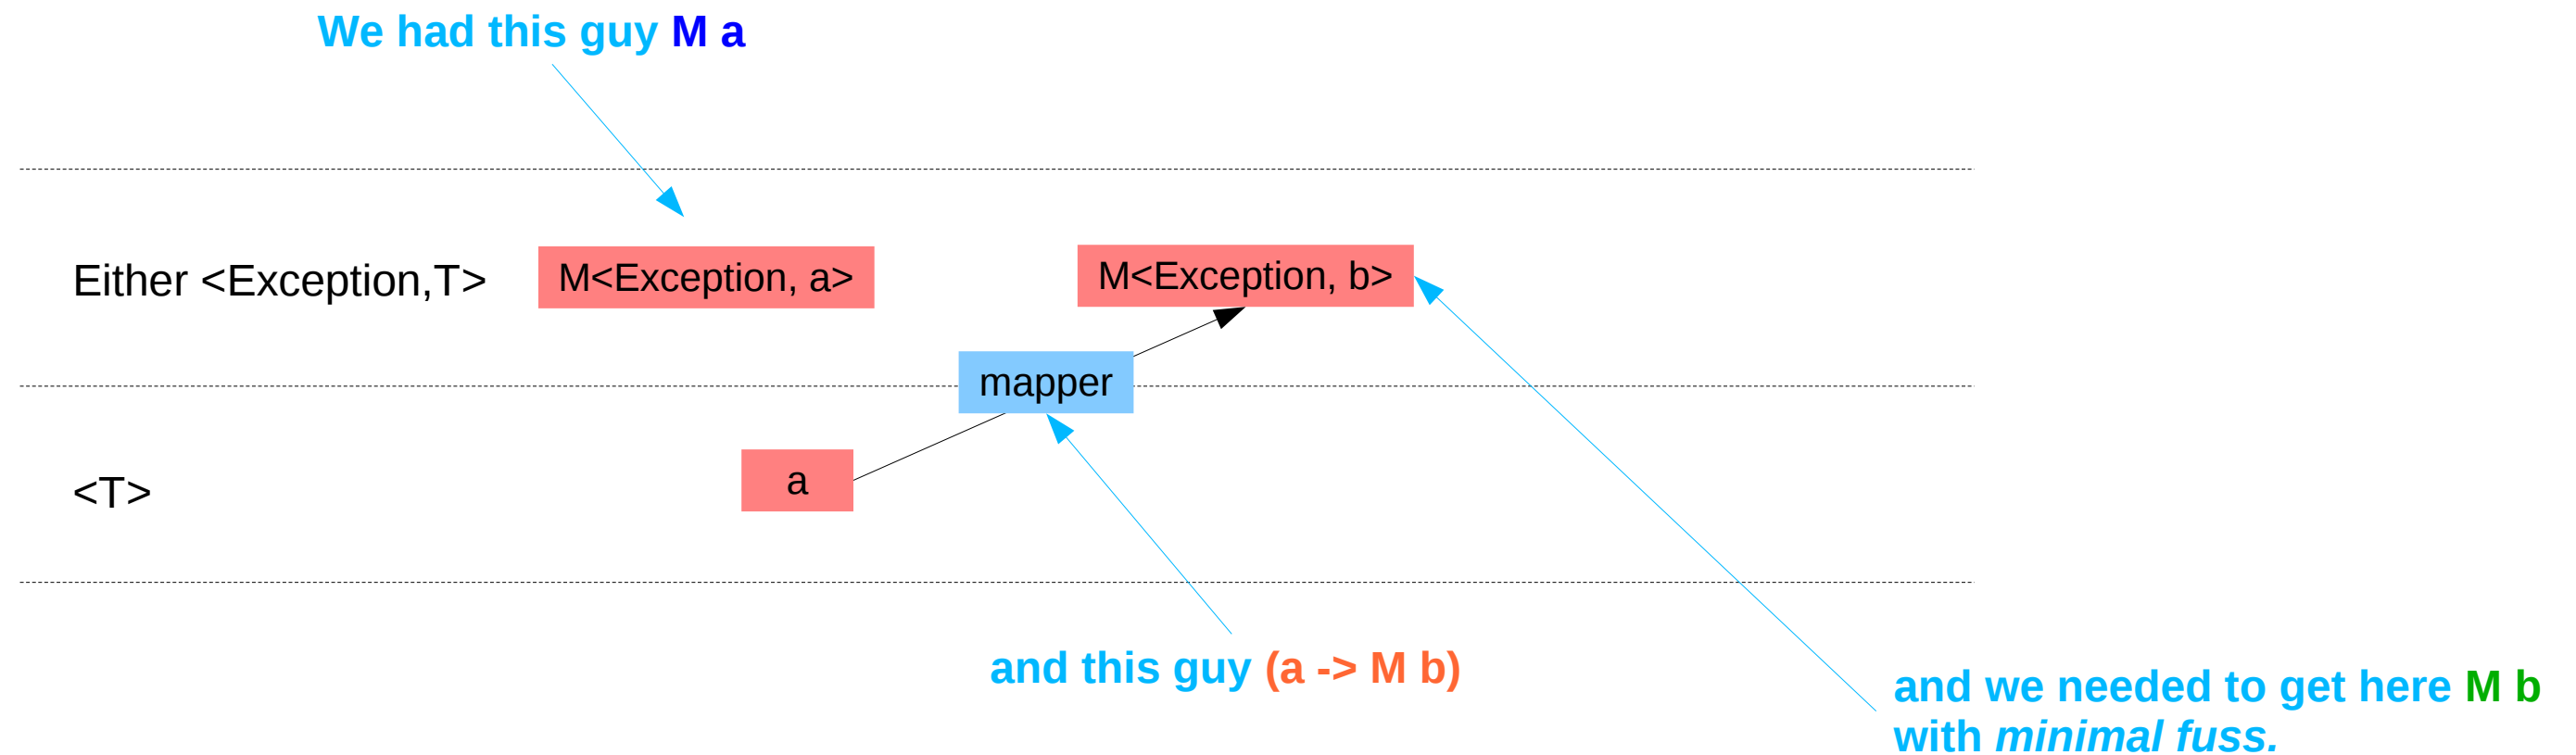 We had this guy M a
Either <Exception,T>
M<Exception, a>
M<Exception, b>
mapper
<T>
a
and this guy (a -> M b)
and we needed to get here M b
with minimal fuss.